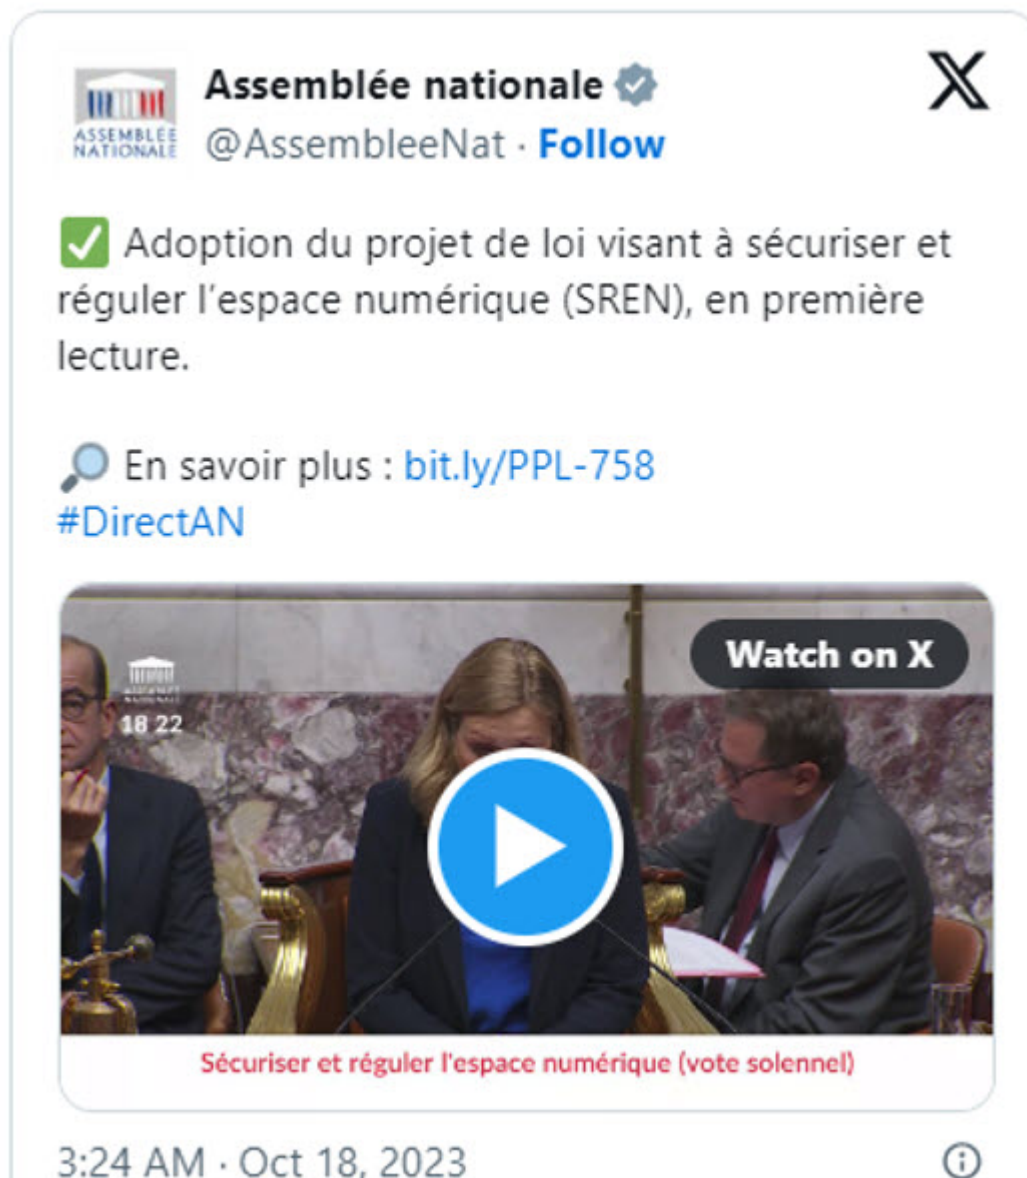 Assemblée nationale
X
ASSEMBLÉE
NATIONALE
@AssembleeNat · Follow
✅ Adoption du projet de loi visant à sécuriser et
réguler l'espace numérique (SREN), en première
lecture.
🔎 En savoir plus : bit.ly/PPL-758
#DirectAN
Watch on X
18 22
Sécuriser et réguler l'espace numérique (vote solennel)
3:24 AM · Oct 18, 2023